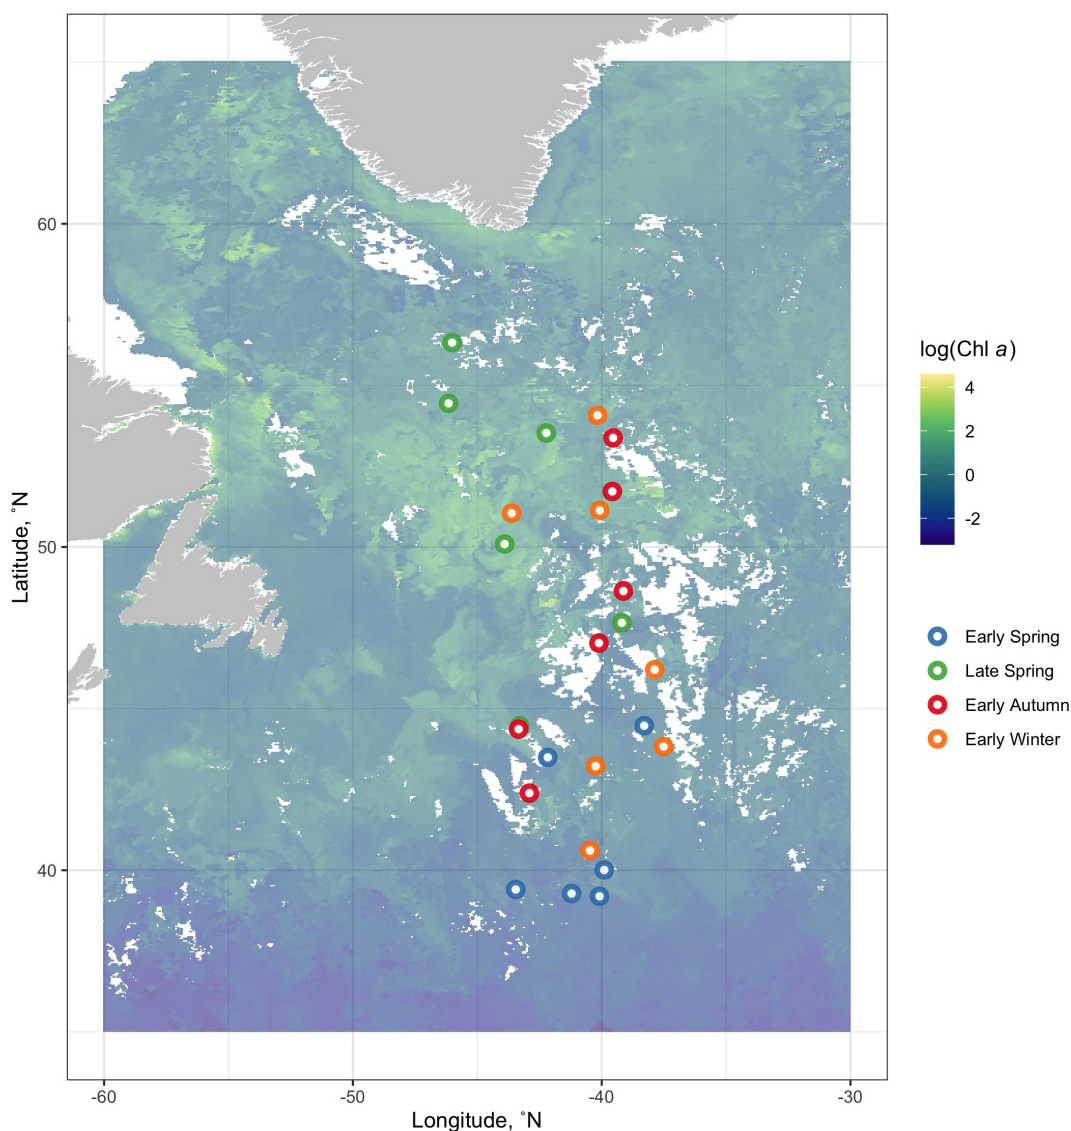 60
50
40
Latitude, ˚N
-60
-50
-40
-30
Longitude, ˚N
log(Chl a)
4
2
0
-2
Early Spring
Late Spring
Early Autumn
Early Winter